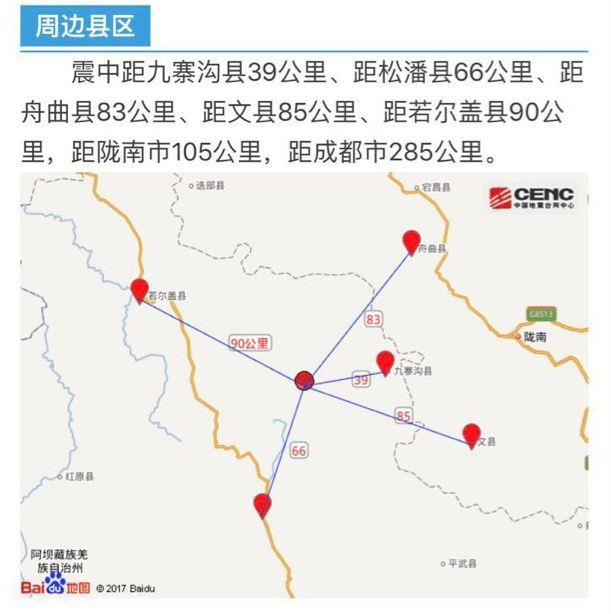 周边县区
震中距九寨沟县39公里、距松潘县66公里、距
舟曲县83公里、距文县85公里、距若尔盖县90公
里，距陇南市105公里，距成都市285公里。
迭部县
宕昌县
CENC
中国地震台网中心
舟曲县
若尔盖县
G8513
陇南
83
90公里
九寨沟县
39
85
文县
66
红原县
阿坝藏族羌
族自治州
平武县
Bai du 地图 © 2017 Baidu